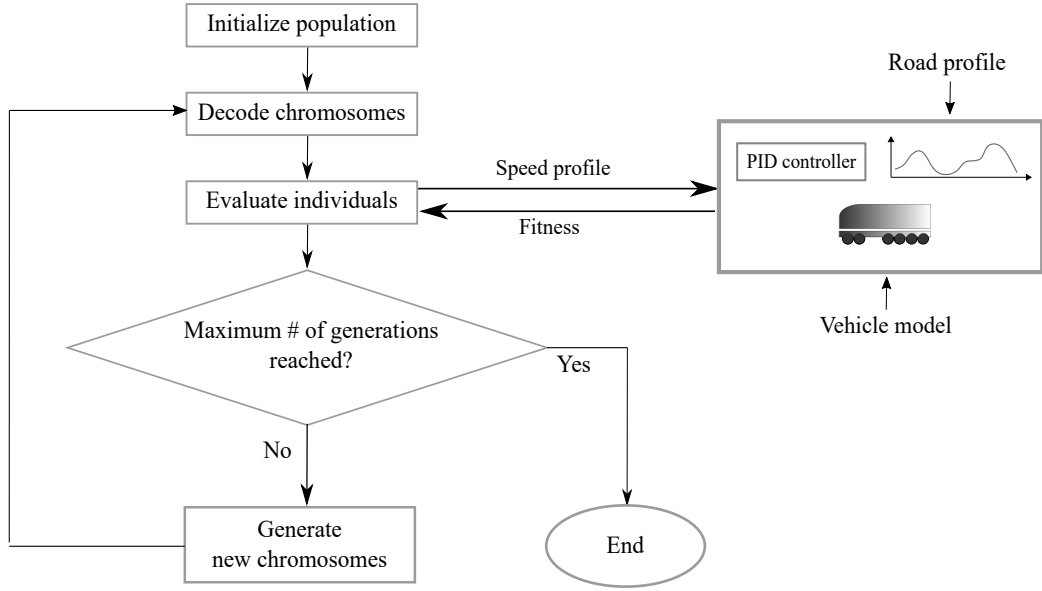 Initialize population
Decode chromosomes
Evaluate individuals
Speed profile
Fitness
Road profile
PID controller
Vehicle model
Maximum # of generations
reached?
Yes
No
Generate
new chromosomes
End